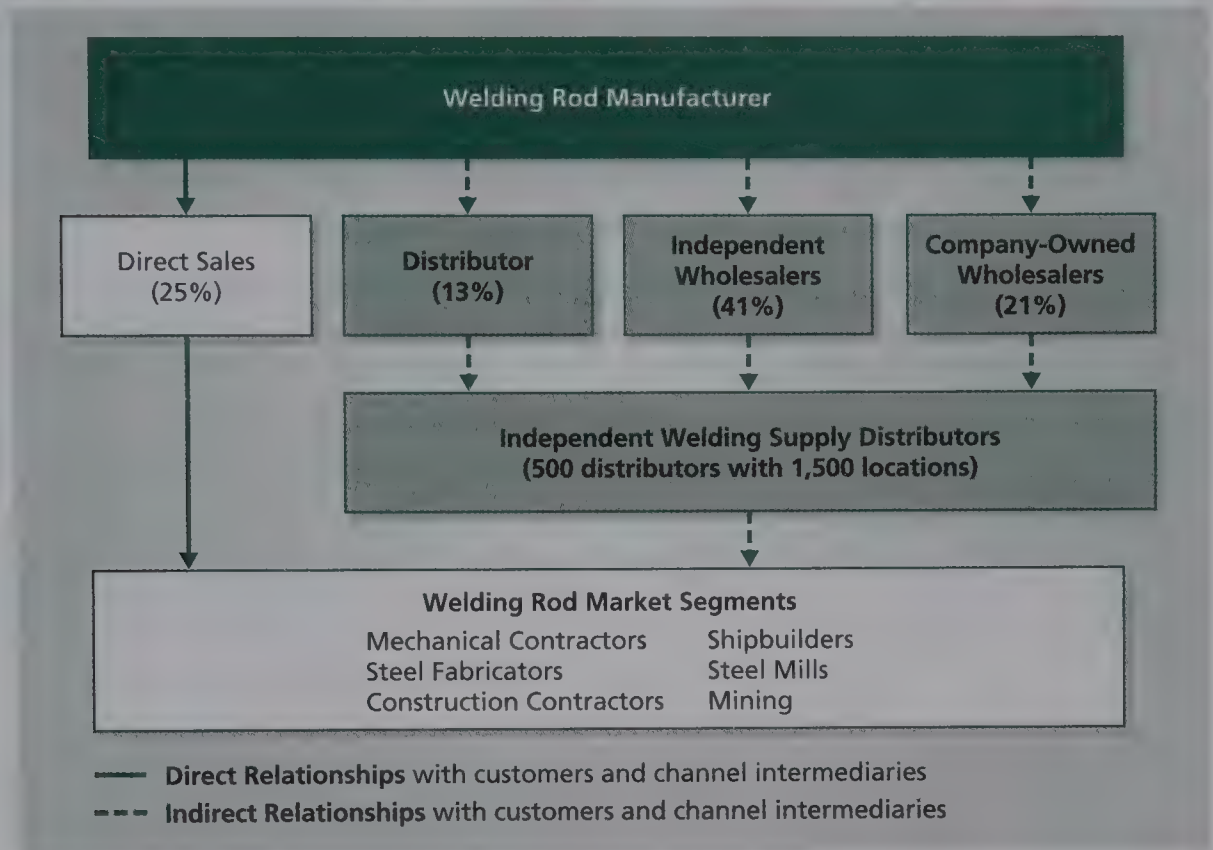 Welding Rod Manufacturer
Direct Sales
(25%)
Distributor
(13%)
Independent
Wholesalers
(41%)
Company-Owned
Wholesalers
(21%)
Independent Welding Supply Distributors
(500 distributors with 1,500 locations)
Welding Rod Market Segments
Mechanical Contractors
Steel Fabricators
Construction Contractors
Shipbuilders
Steel Mills
Mining
Direct Relationships with customers and channel intermediaries
Indirect Relationships with customers and channel intermediaries